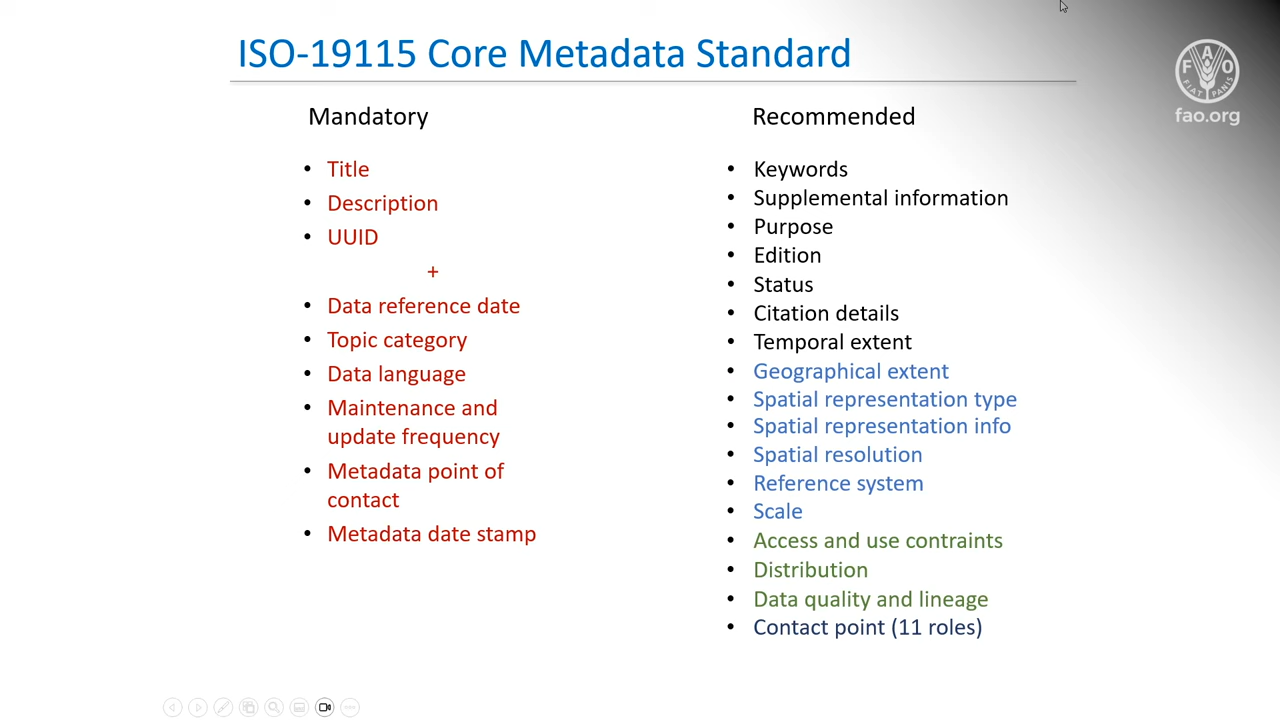 ISO-19115 Core Metadata Standard
FAO
FIAT PANIS
fao.org
Mandatory
• Title
• Description
• UUID
+
• Data reference date
• Topic category
• Data language
• Maintenance and
update frequency
• Metadata point of
contact
• Metadata date stamp
Recommended
• Keywords
• Supplemental information
• Purpose
• Edition
• Status
• Citation details
• Temporal extent
• Geographical extent
• Spatial representation type
• Spatial representation info
• Spatial resolution
• Reference system
• Scale
• Access and use contraints
• Distribution
• Data quality and lineage
• Contact point (11 roles)